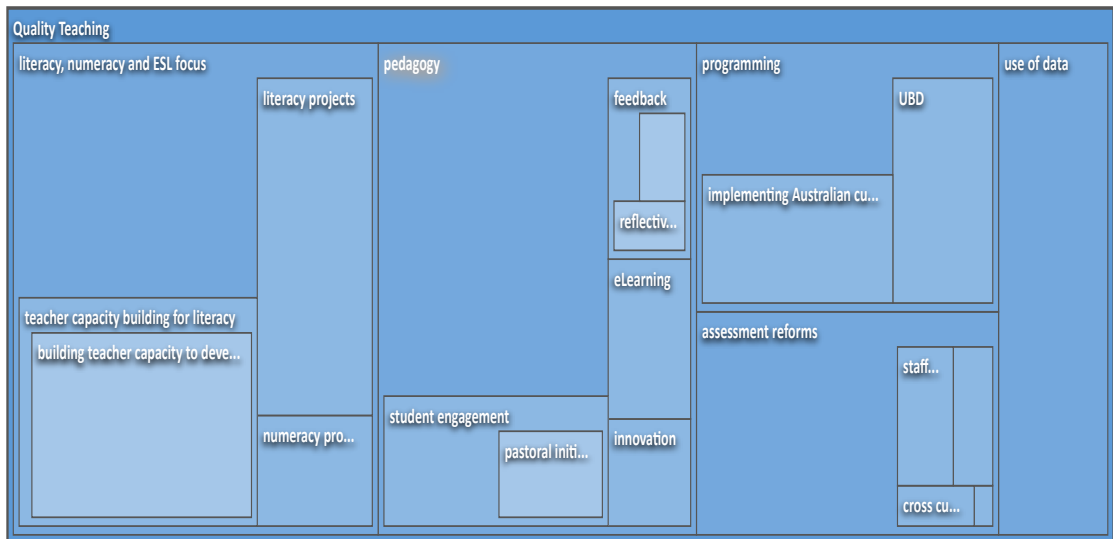 Quality Teaching
literacy, numeracy and ESL focus
literacy projects
teacher capacity building for literacy
building teacher capacity to deve...
numeracy pro...
pedagogy
feedback
reflectiv...
eLearning
student engagement
pastoral initi...
innovation
programming
UBD
implementing Australian cu...
assessment reforms
staff...
cross cu...
use of data